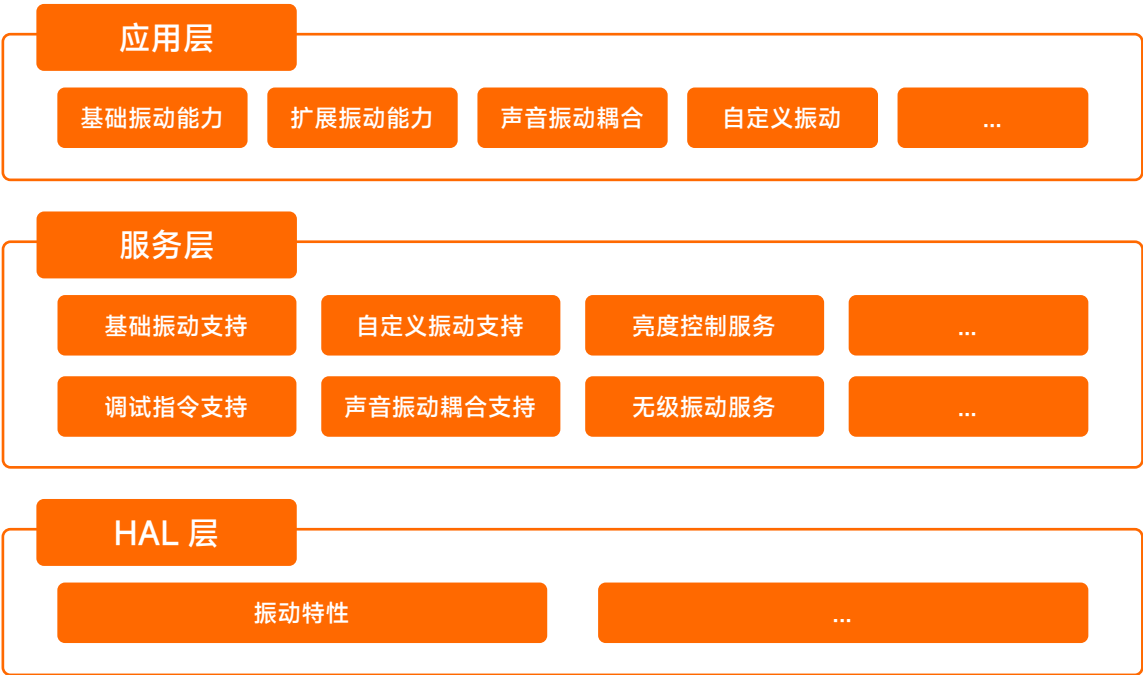 应用层
基础振动能力 扩展振动能力 声音振动耦合 自定义振动 ...
服务层
基础振动支持 自定义振动支持 亮度控制服务 ...
调试指令支持 声音振动耦合支持 无级振动服务 ...
HAL 层
振动特性 ...